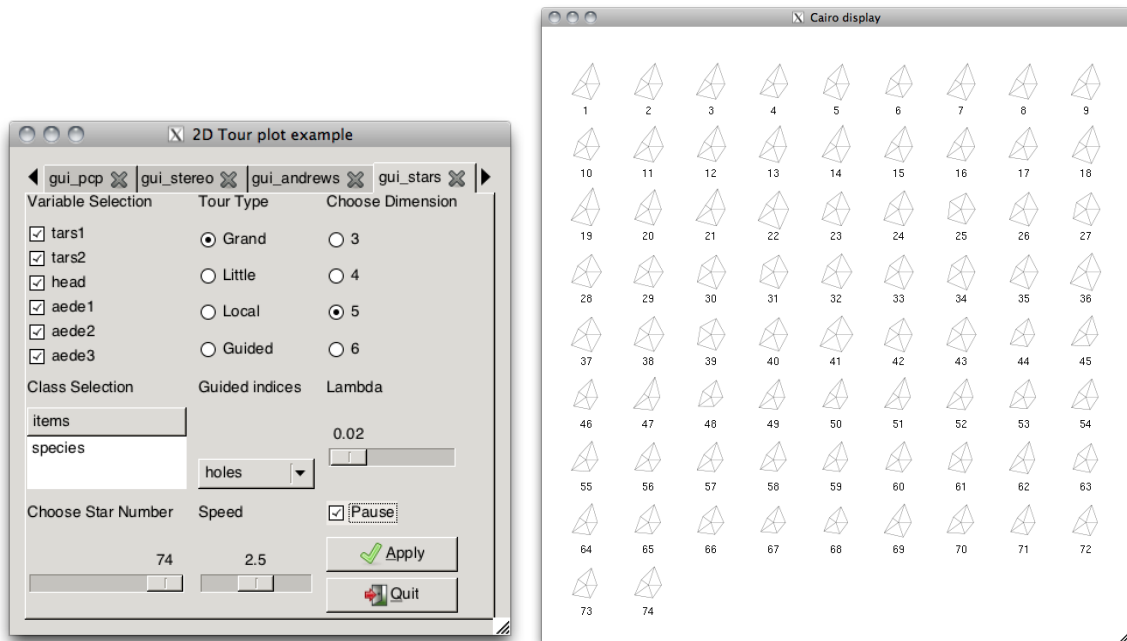 2D Tour plot example
gui_pcp gui_stereo gui_andrews gui_stars
Variable Selection Tour Type Choose Dimension
tars1 Grand 3
tars2
head Little 4
aede1 Local 5
aede2
aede3 Guided 6
Class Selection Guided indices Lambda
items
species
0.02
holes
Choose Star Number Speed Pause
74 2.5 Apply
Quit
X Cairo display
1 2 3 4 5 6 7 8 9
10 11 12 13 14 15 16 17 18
19 20 21 22 23 24 25 26 27
28 29 30 31 32 33 34 35 36
37 38 39 40 41 42 43 44 45
46 47 48 49 50 51 52 53 54
55 56 57 58 59 60 61 62 63
64 65 66 67 68 69 70 71 72
73 74